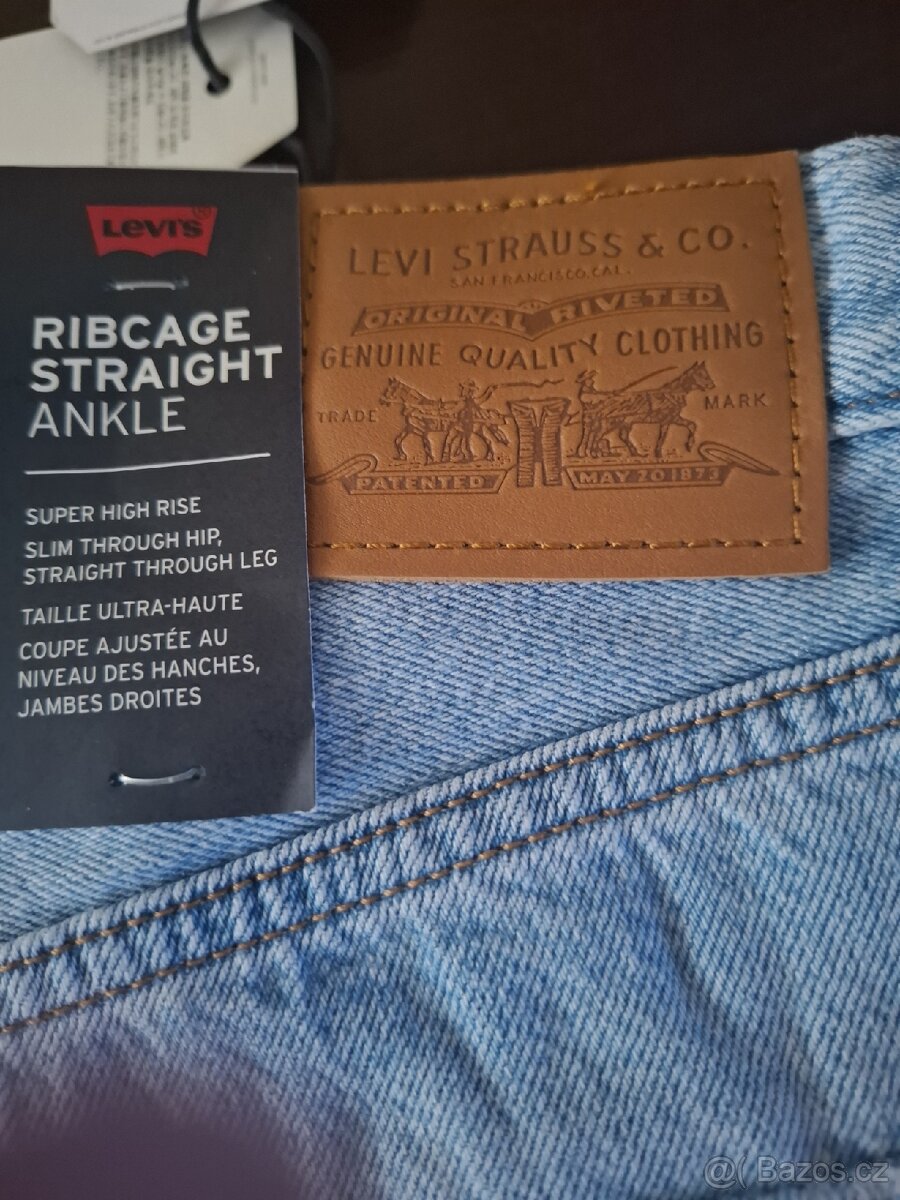 LEVI'S®
RIBCAGE
STRAIGHT
ANKLE
SUPER HIGH RISE
SLIM THROUGH HIP,
STRAIGHT THROUGH LEG
TAILLE ULTRA-HAUTE
COUPE AJUSTÉE AU
NIVEAU DES HANCHES,
JAMBES DROITES
LEVI STRAUSS & CO.
SAN FRANCISCO, CAL.
ORIGINAL RIVETED
GENUINE QUALITY CLOTHING
TRADE MARK
PATENTED MAY 20 1873
@( Bazos.cz